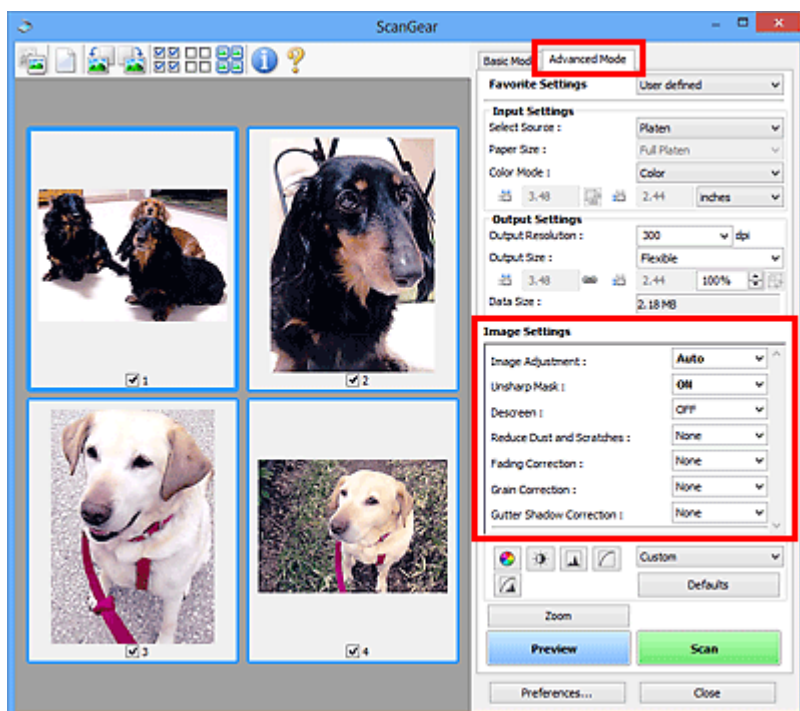 ScanGear
Basic Mode Advanced Mode
Favorite Settings User defined
Input Settings
Select Source : Platen
Paper Size : Full Platen
Color Mode : Color
3.48 2.44 inches
Output Settings
Output Resolution : 300 dpi
Output Size : Flexible
3.48 2.44 100%
Data Size : 2.18 MB
Image Settings
Image Adjustment : Auto
Unsharp Mask : ON
Descreen : OFF
Reduce Dust and Scratches : None
Fading Correction : None
Grain Correction : None
Gutter Shadow Correction : None
Custom
Defaults
Zoom
Preview Scan
Preferences... Close
1
2
3
4